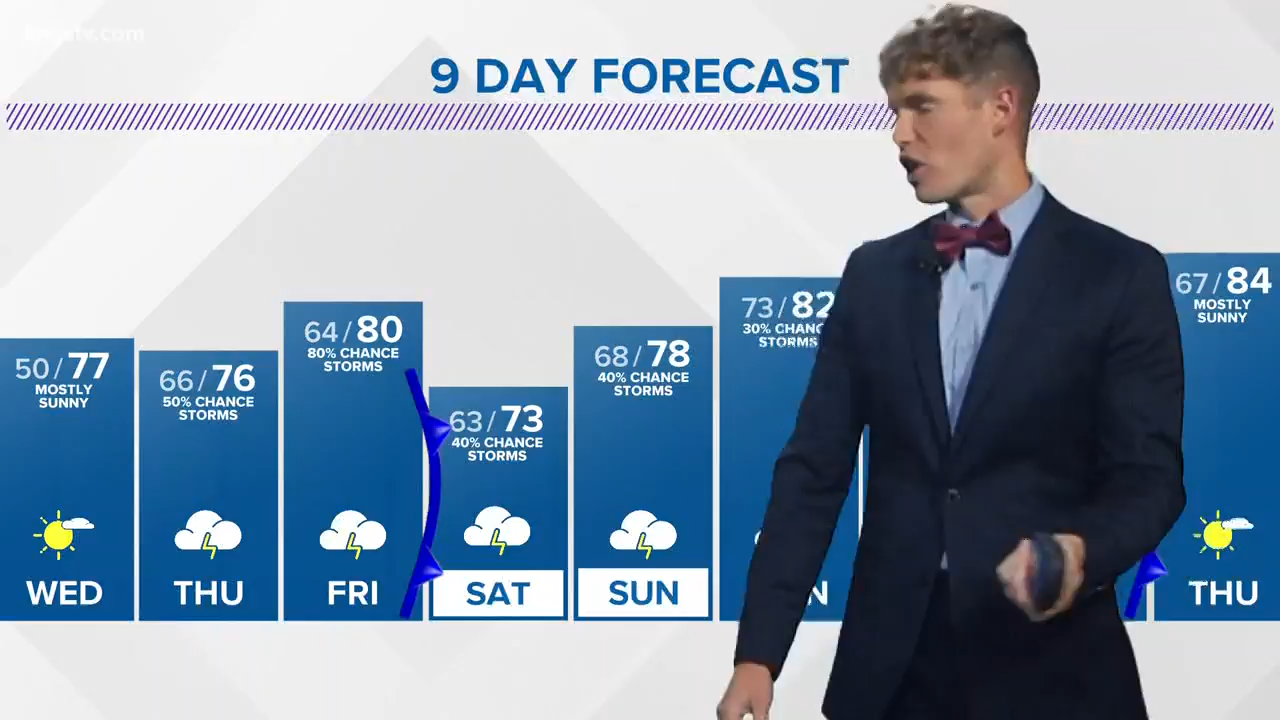 9 DAY FORECAST
50/77
MOSTLY
SUNNY
WED
66/76
50% CHANCE
STORMS
THU
64/80
80% CHANCE
STORMS
FRI
63/73
40% CHANCE
STORMS
SAT
68/78
40% CHANCE
STORMS
SUN
73/82
30% CHANC
STORMS
N
67/84
MOSTLY
SUNNY
THU